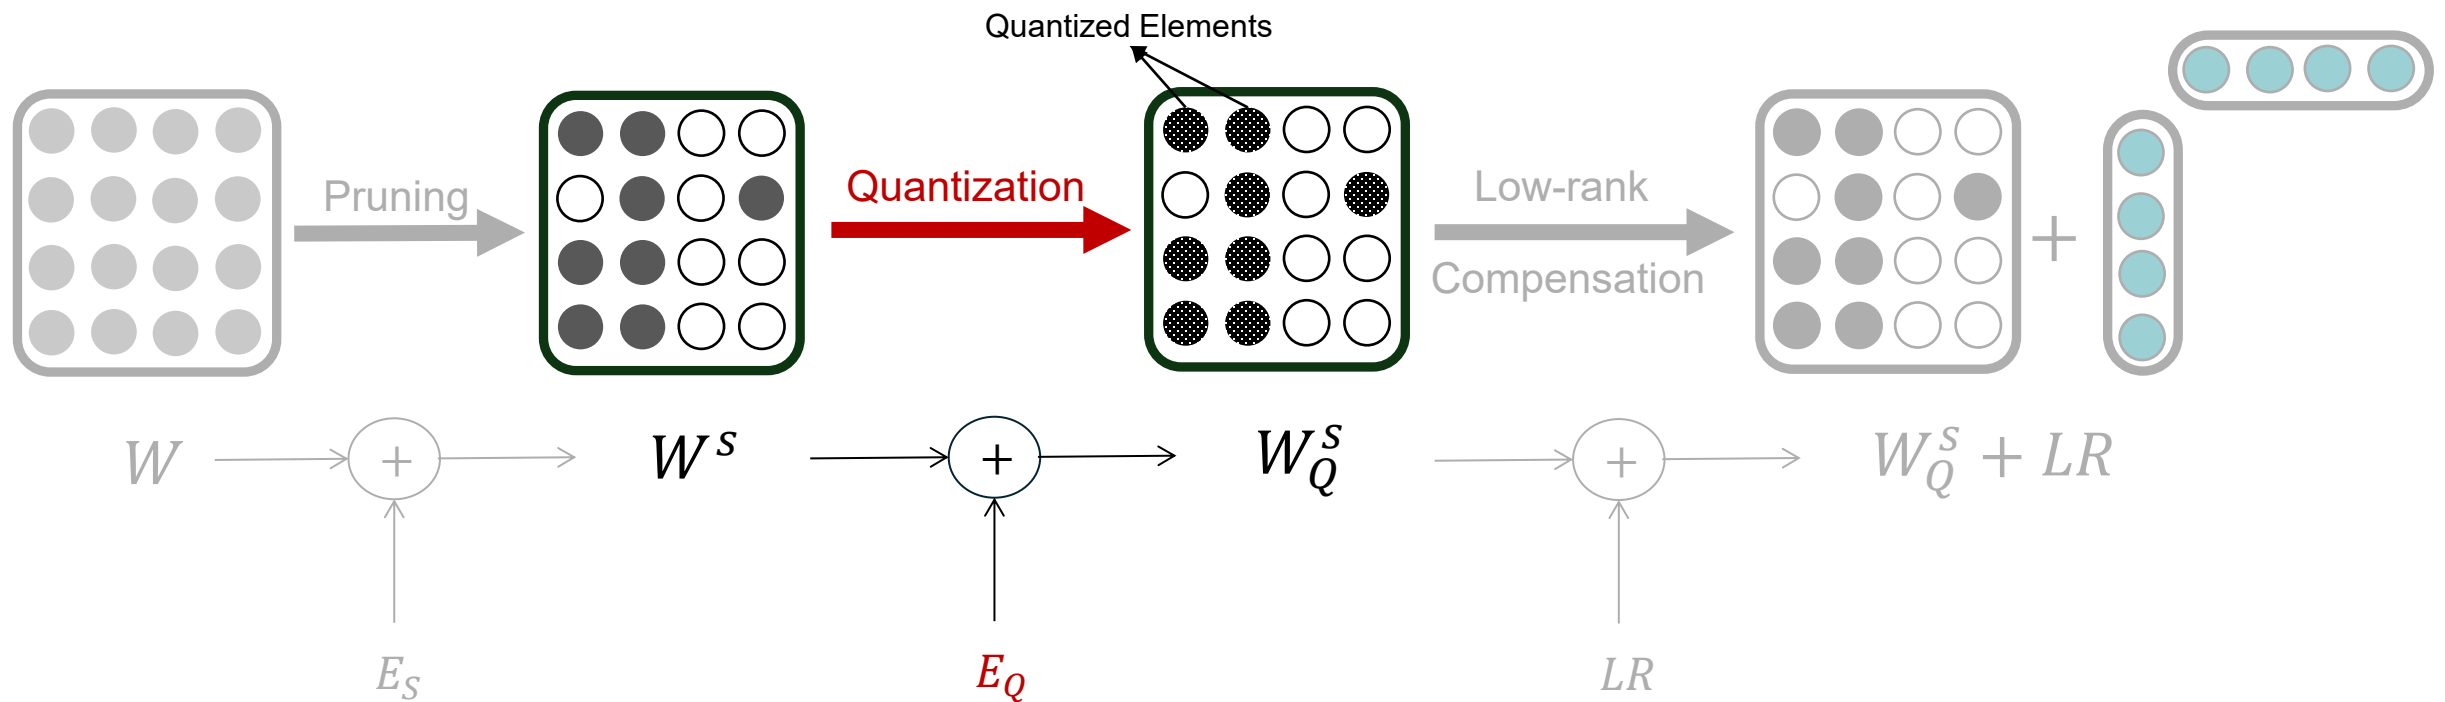 Quantized Elements
Pruning
Quantization
Low-rank
Compensation
+
W
+
W^S
+
W_Q^S
+
W_Q^S + LR
E_S
E_Q
LR